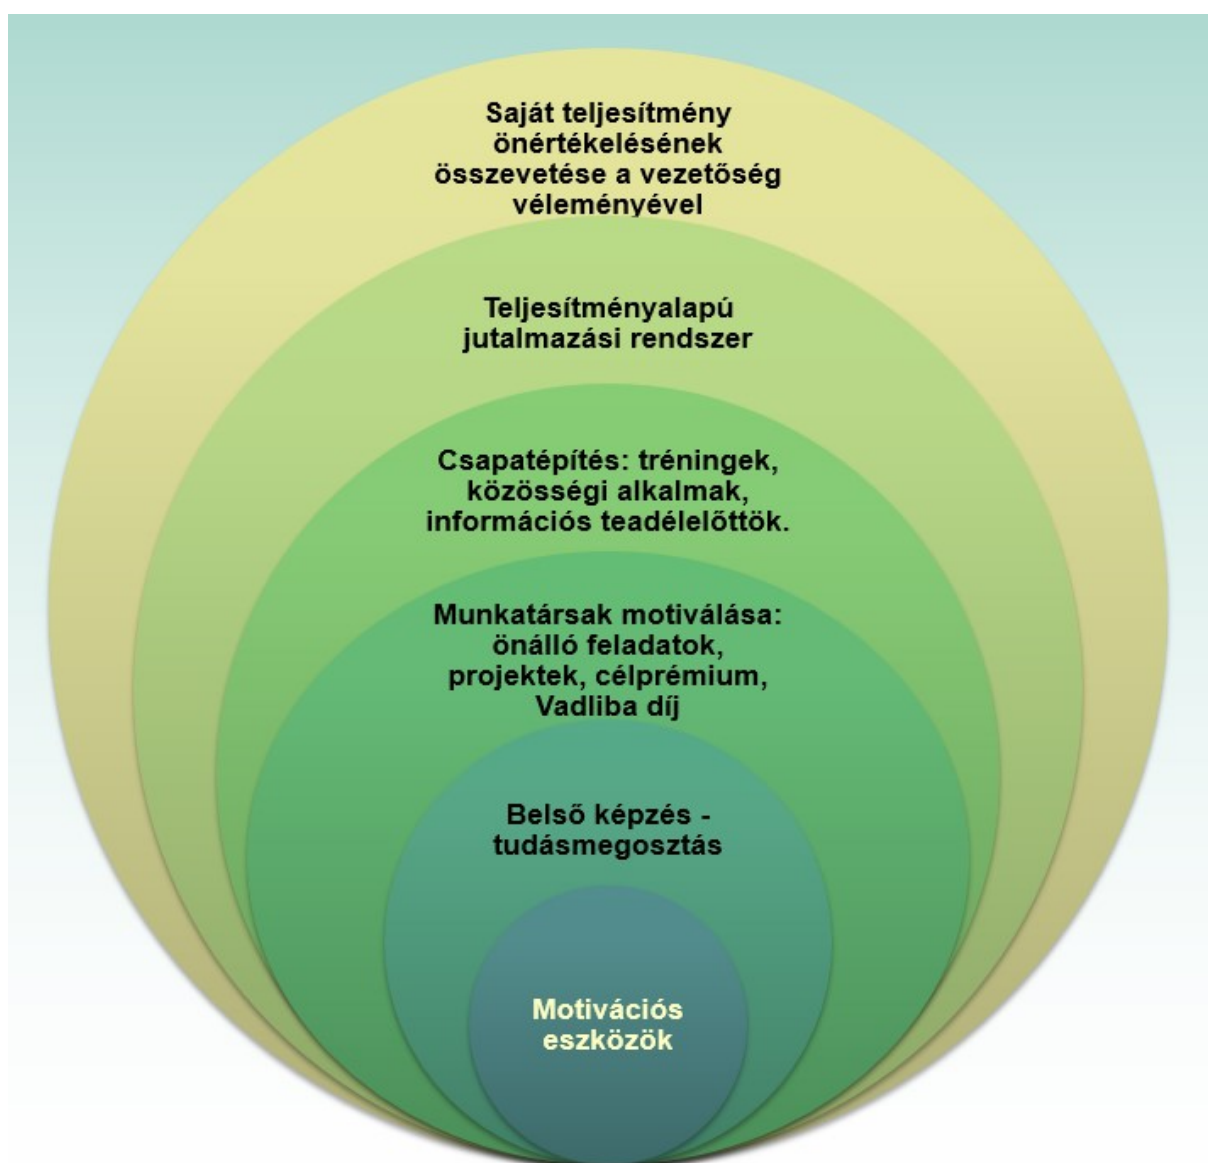 Saját teljesítmény
önértékelésének
összevetése a vezetőség
véleményével
Teljesítményalapú
jutalmazási rendszer
Csapatépítés: tréningek,
közösségi alkalmak,
információs teadélelőttök.
Munkatársak motiválása:
önálló feladatok,
projektek, célprémium,
Vadliba díj
Belső képzés -
tudásmegosztás
Motivációs
eszközök